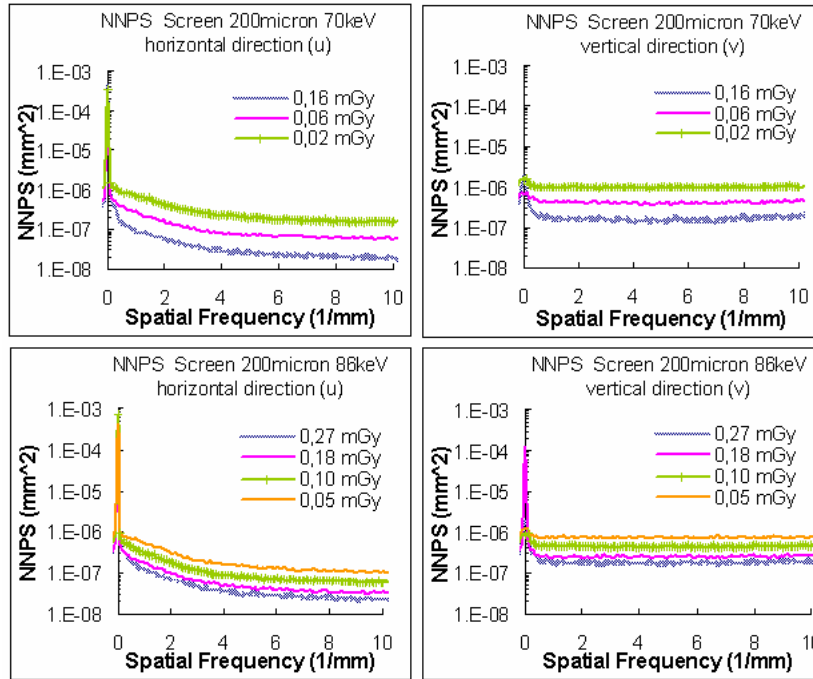 NNPS Screen 200micron 70keV
horizontal direction (u)
1.E-03
1.E-04
1.E-05
1.E-06
1.E-07
1.E-08
NNPS (mm^2)
0,16 mGy
0,06 mGy
0,02 mGy
0 2 4 6 8 10
Spatial Frequency (1/mm)
NNPS Screen 200micron 70keV
vertical direction (v)
1.E-03
1.E-04
1.E-05
1.E-06
1.E-07
1.E-08
NNPS (mm^2)
0,16 mGy
0,06 mGy
0,02 mGy
0 2 4 6 8 10
Spatial Frequency (1/mm)
NNPS Screen 200micron 86keV
horizontal direction (u)
1.E-03
1.E-04
1.E-05
1.E-06
1.E-07
1.E-08
NNPS (mm^2)
0,27 mGy
0,18 mGy
0,10 mGy
0,05 mGy
0 2 4 6 8 10
Spatial Frequency (1/mm)
NNPS Screen 200micron 86keV
vertical direction (v)
1.E-03
1.E-04
1.E-05
1.E-06
1.E-07
1.E-08
NNPS (mm^2)
0,27 mGy
0,18 mGy
0,10 mGy
0,05 mGy
0 2 4 6 8 10
Spatial Frequency (1/mm)